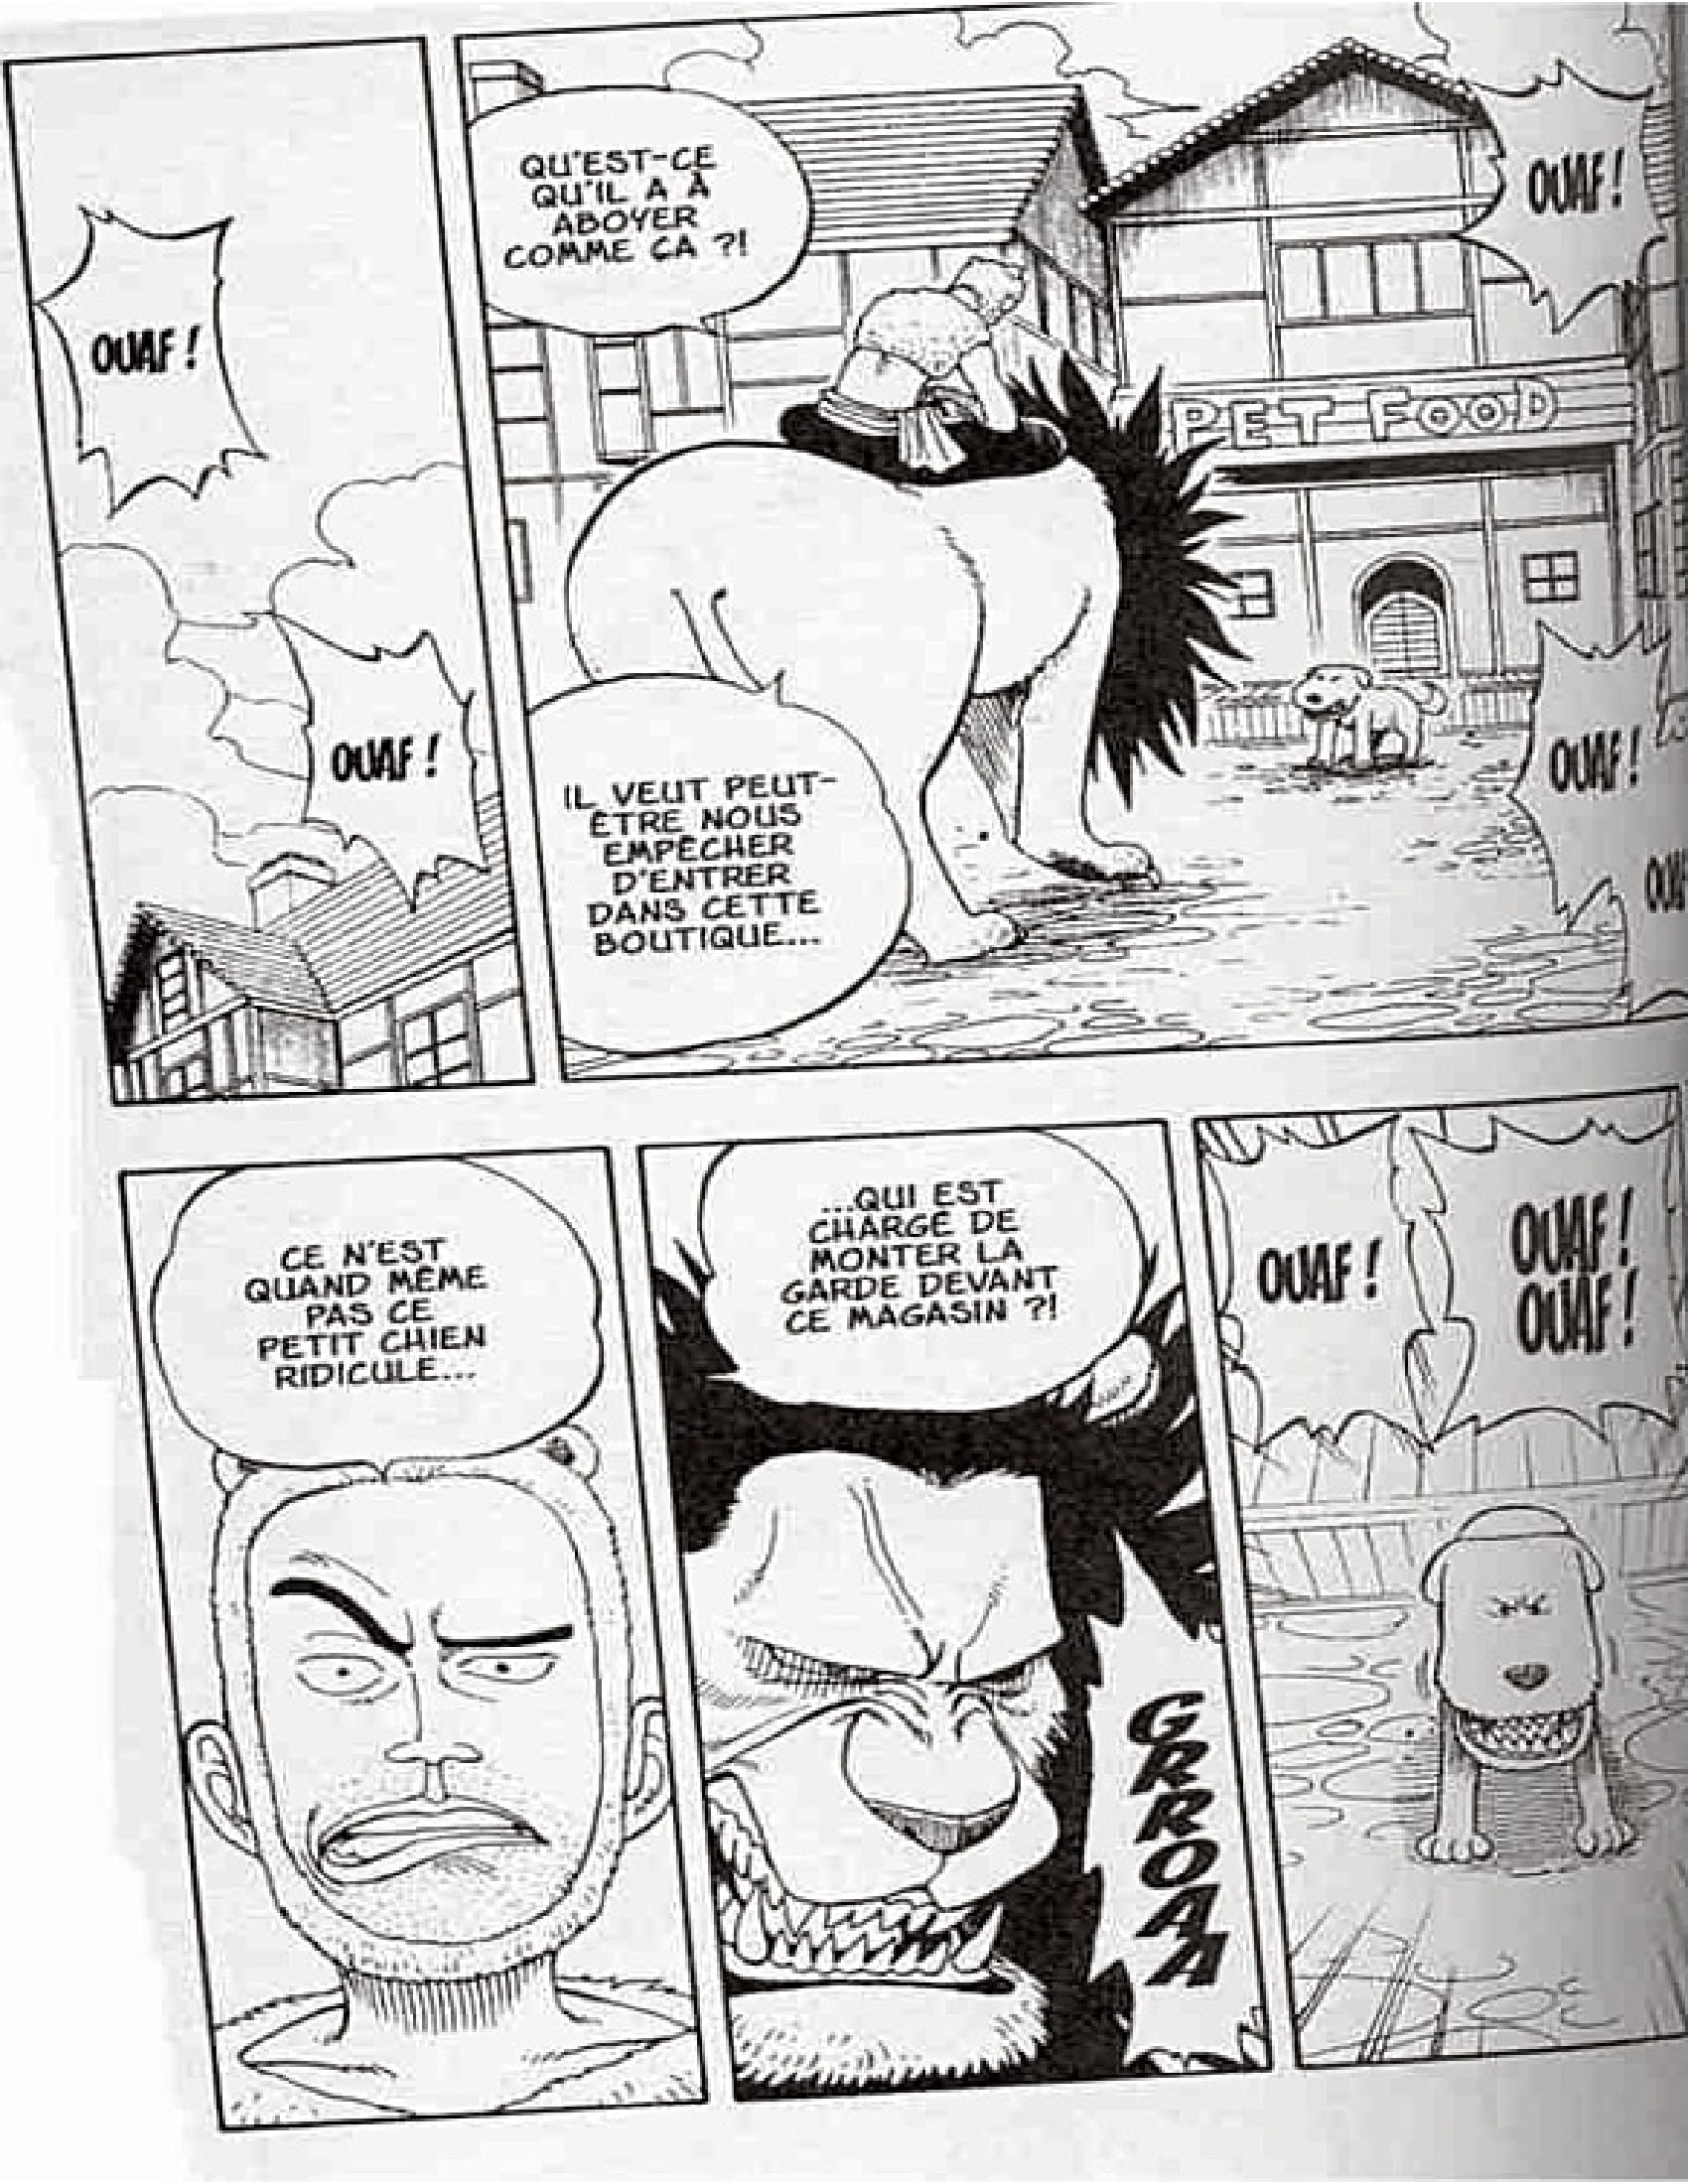 OUAF !
OUAF !
QU'EST-CE
QU'IL A À
ABOYER
COMME ÇA ?!
OUAF !
PET FOOD
IL VEUT PEUT-
ÊTRE NOUS
EMPÊCHER
D'ENTRER
DANS CETTE
BOUTIQUE...
OUAF !
CE N'EST
QUAND MÊME
PAS CE
PETIT CHIEN
RIDICULE...
...QUI EST
CHARGÉ DE
MONTER LA
GARDE DEVANT
CE MAGASIN ?!
GRROAA
OUAF !
OUAF !
OUAF !